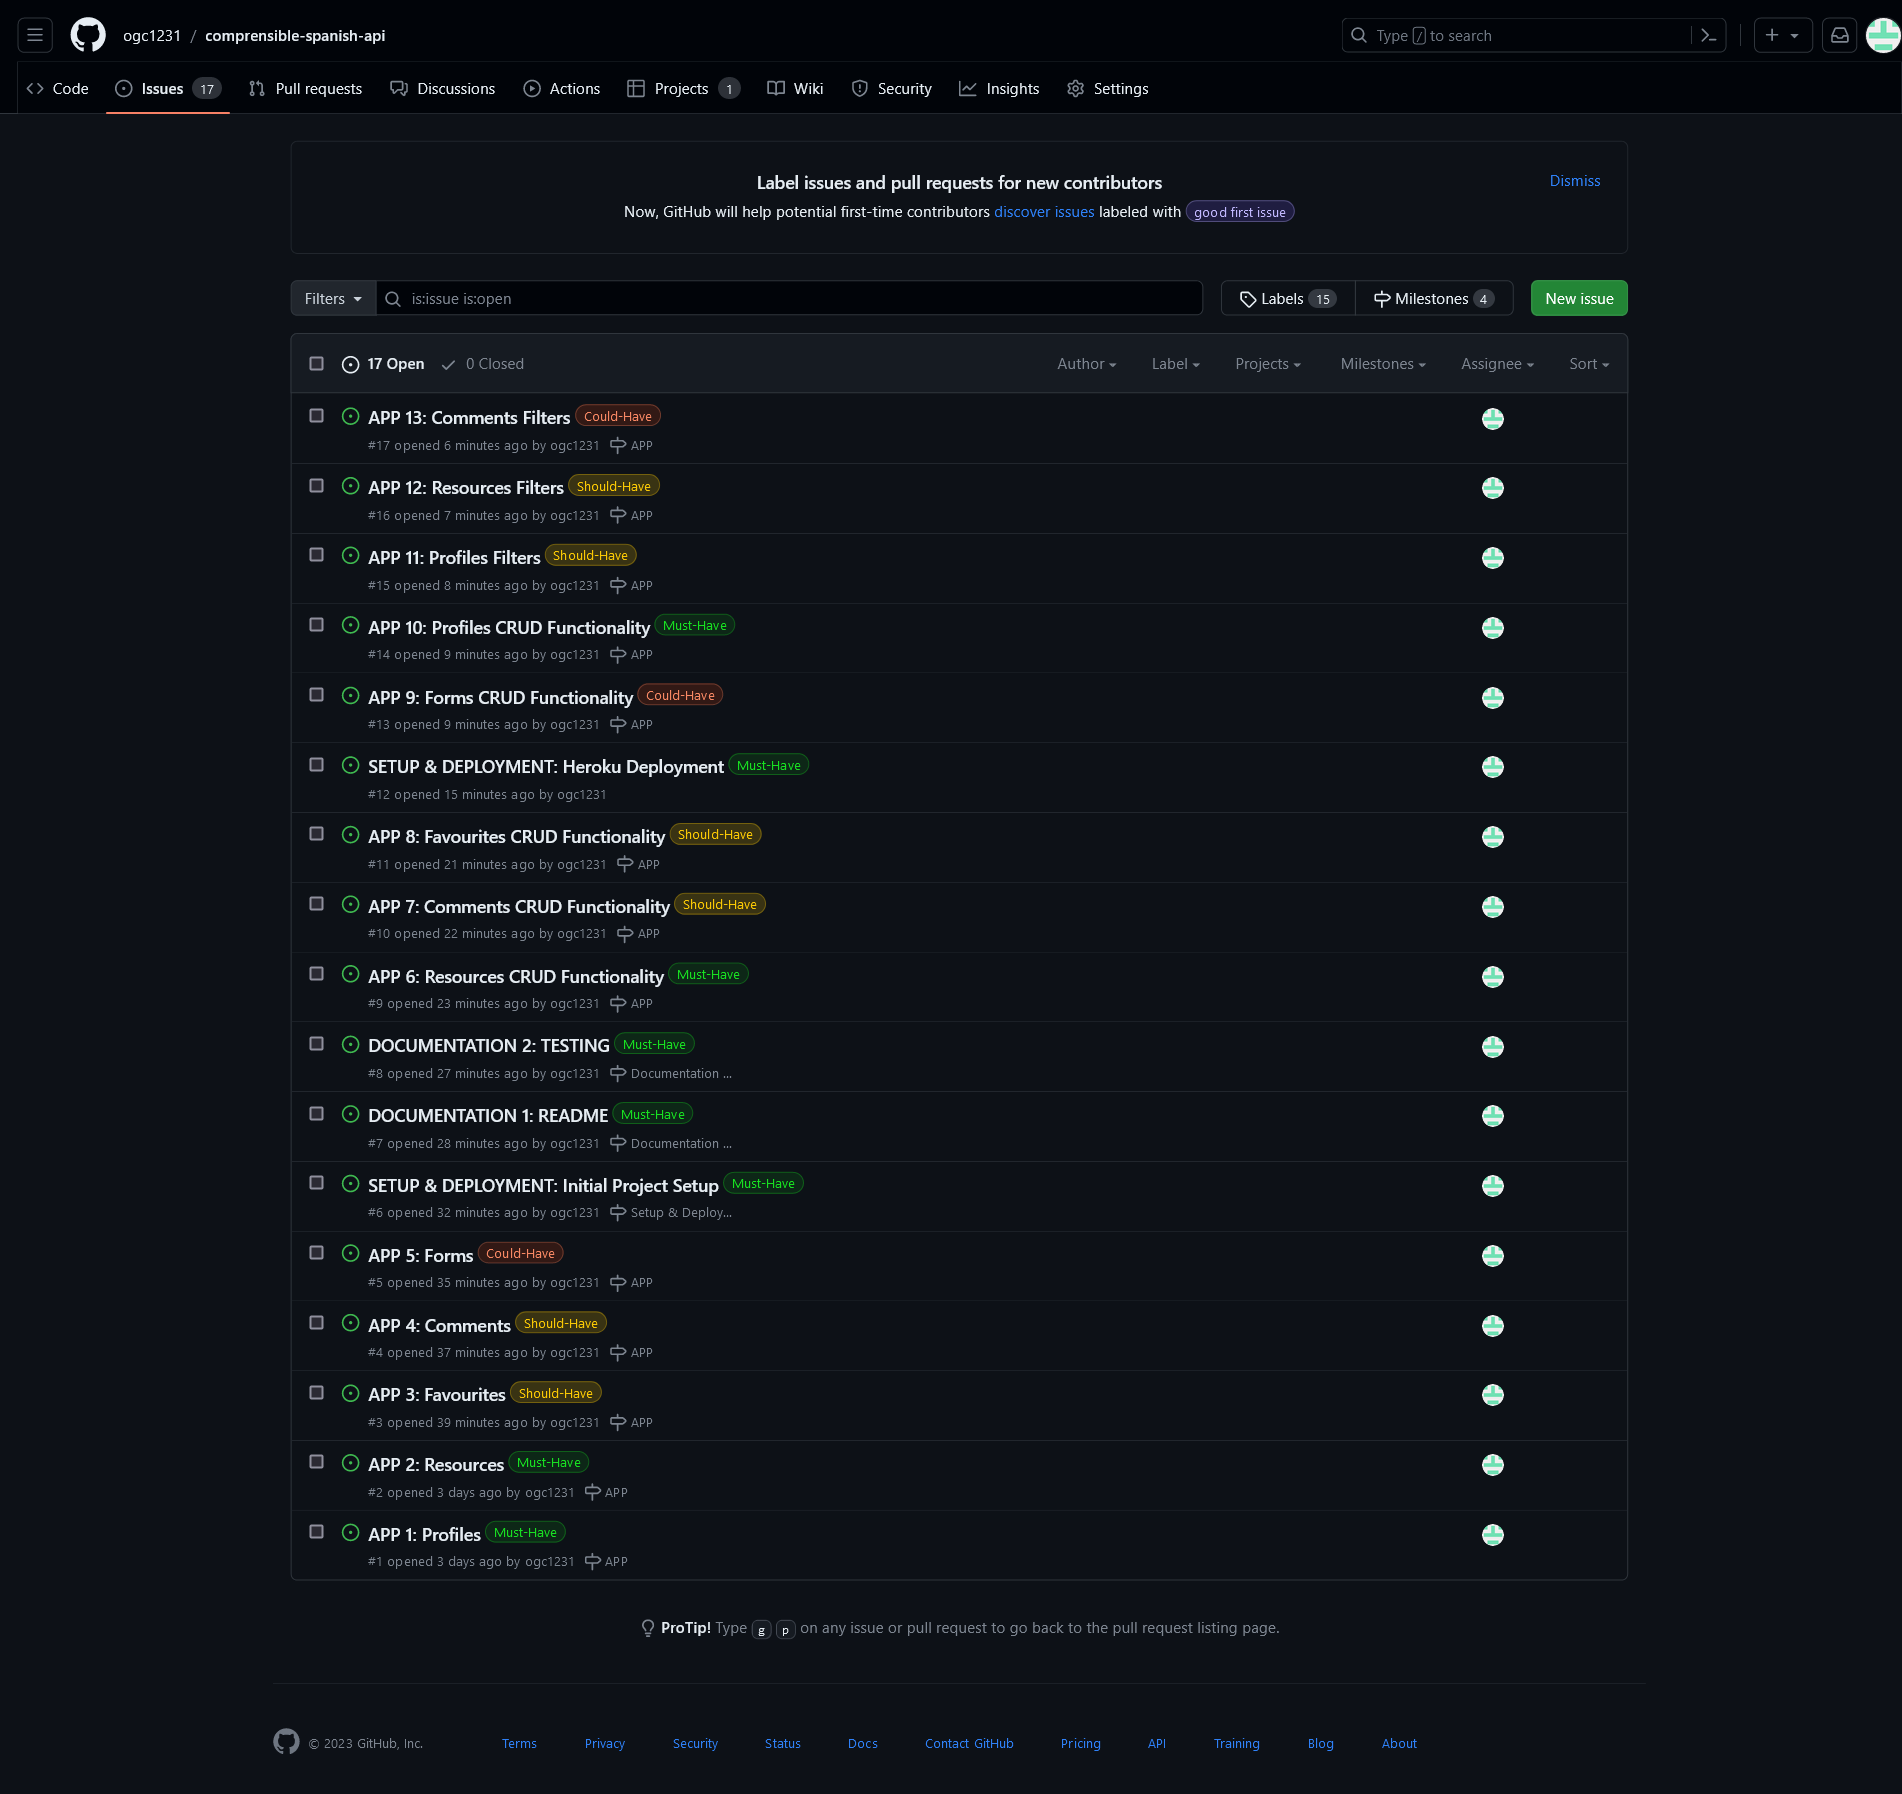 ogc1231 / comprensible-spanish-api
Type / to search
Code Issues 17 Pull requests Discussions Actions Projects 1 Wiki Security Insights Settings
Label issues and pull requests for new contributors
Dismiss
Now, GitHub will help potential first-time contributors discover issues labeled with good first issue
Filters is:issue is:open Labels 15 Milestones 4 New issue
17 Open 0 Closed Author Label Projects Milestones Assignee Sort
APP 13: Comments Filters Could-Have
#17 opened 6 minutes ago by ogc1231 APP
APP 12: Resources Filters Should-Have
#16 opened 7 minutes ago by ogc1231 APP
APP 11: Profiles Filters Should-Have
#15 opened 8 minutes ago by ogc1231 APP
APP 10: Profiles CRUD Functionality Must-Have
#14 opened 9 minutes ago by ogc1231 APP
APP 9: Forms CRUD Functionality Could-Have
#13 opened 9 minutes ago by ogc1231 APP
SETUP & DEPLOYMENT: Heroku Deployment Must-Have
#12 opened 15 minutes ago by ogc1231
APP 8: Favourites CRUD Functionality Should-Have
#11 opened 21 minutes ago by ogc1231 APP
APP 7: Comments CRUD Functionality Should-Have
#10 opened 22 minutes ago by ogc1231 APP
APP 6: Resources CRUD Functionality Must-Have
#9 opened 23 minutes ago by ogc1231 APP
DOCUMENTATION 2: TESTING Must-Have
#8 opened 27 minutes ago by ogc1231 Documentation ...
DOCUMENTATION 1: README Must-Have
#7 opened 28 minutes ago by ogc1231 Documentation ...
SETUP & DEPLOYMENT: Initial Project Setup Must-Have
#6 opened 32 minutes ago by ogc1231 Setup & Deploy...
APP 5: Forms Could-Have
#5 opened 35 minutes ago by ogc1231 APP
APP 4: Comments Should-Have
#4 opened 37 minutes ago by ogc1231 APP
APP 3: Favourites Should-Have
#3 opened 39 minutes ago by ogc1231 APP
APP 2: Resources Must-Have
#2 opened 3 days ago by ogc1231 APP
APP 1: Profiles Must-Have
#1 opened 3 days ago by ogc1231 APP
ProTip! Type g p on any issue or pull request to go back to the pull request listing page.
© 2023 GitHub, Inc. Terms Privacy Security Status Docs Contact GitHub Pricing API Training Blog About